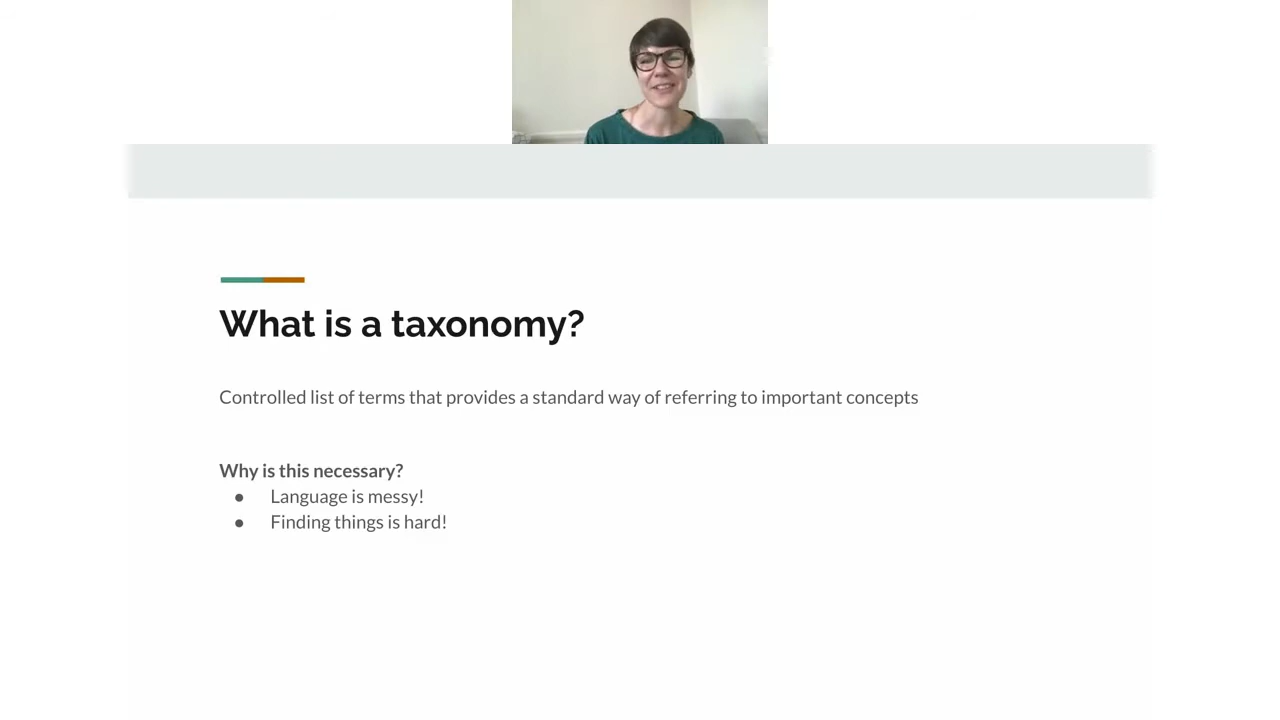 What is a taxonomy?
Controlled list of terms that provides a standard way of referring to important concepts
Why is this necessary?
● Language is messy!
● Finding things is hard!